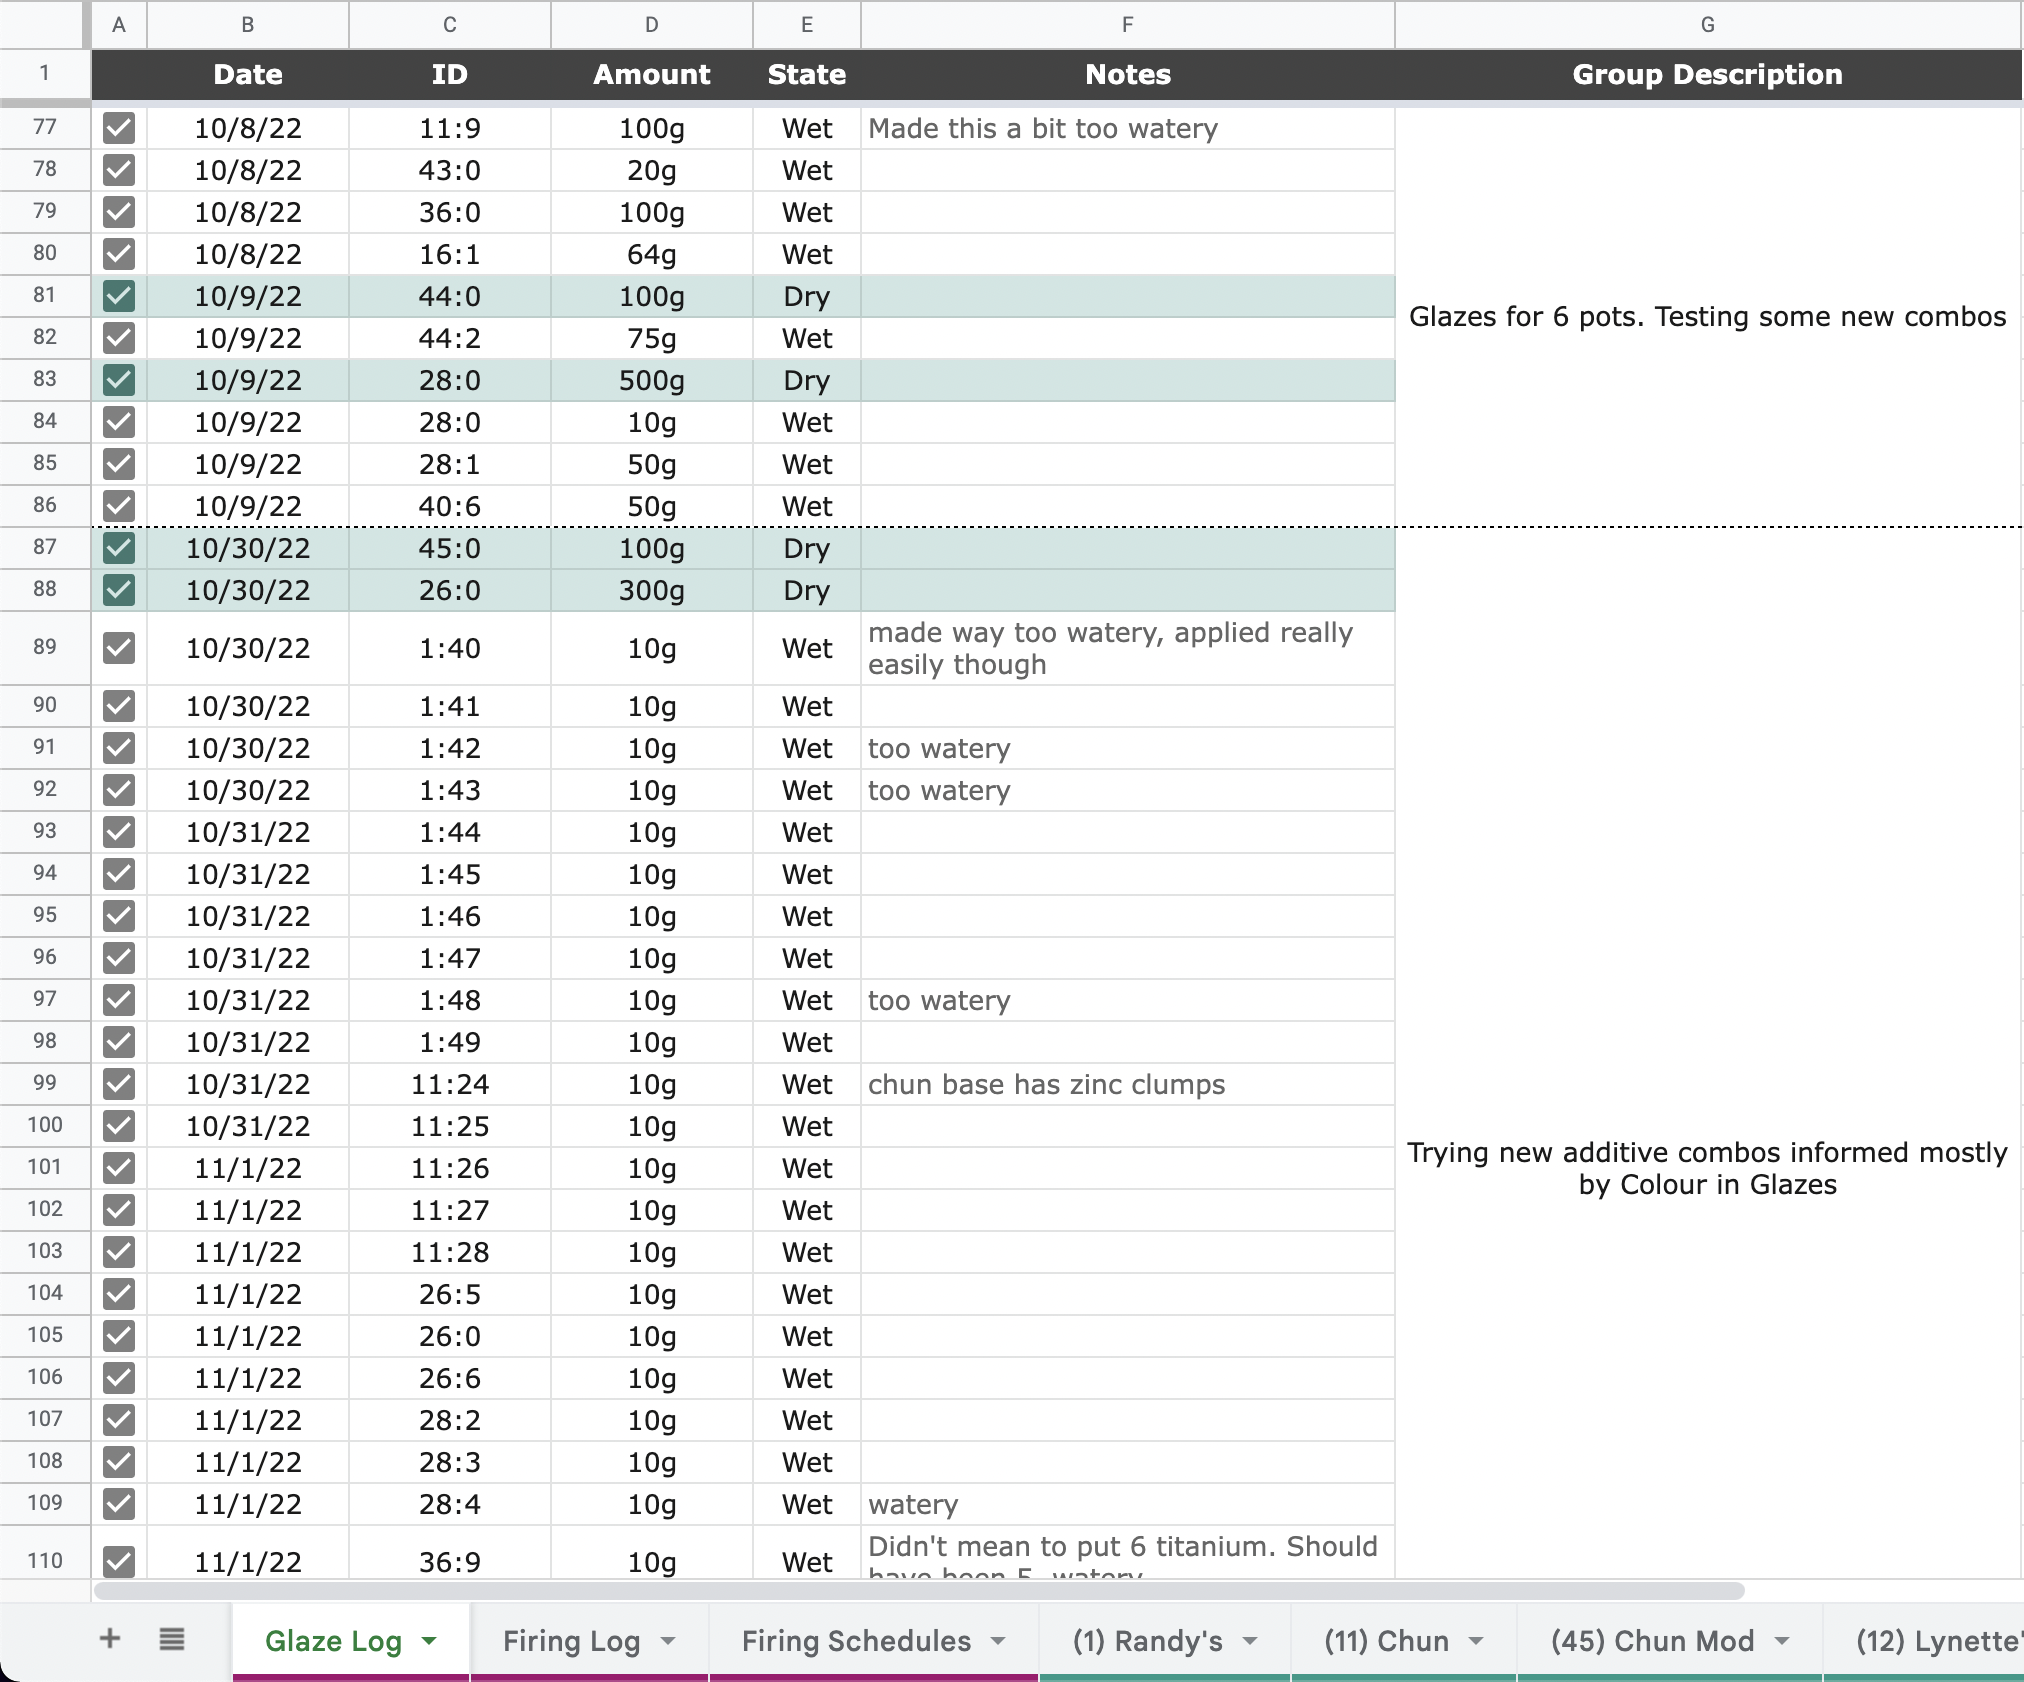 A B C D E F G
1 Date ID Amount State Notes Group Description
77 10/8/22 11:9 100g Wet Made this a bit too watery
78 10/8/22 43:0 20g Wet
79 10/8/22 36:0 100g Wet
80 10/8/22 16:1 64g Wet
81 10/9/22 44:0 100g Dry
Glazes for 6 pots. Testing some new combos
82 10/9/22 44:2 75g Wet
83 10/9/22 28:0 500g Dry
84 10/9/22 28:0 10g Wet
85 10/9/22 28:1 50g Wet
86 10/9/22 40:6 50g Wet
87 10/30/22 45:0 100g Dry
88 10/30/22 26:0 300g Dry
89 10/30/22 1:40 10g Wet made way too watery, applied really
easily though
90 10/30/22 1:41 10g Wet
91 10/30/22 1:42 10g Wet too watery
92 10/30/22 1:43 10g Wet too watery
93 10/31/22 1:44 10g Wet
94 10/31/22 1:45 10g Wet
95 10/31/22 1:46 10g Wet
96 10/31/22 1:47 10g Wet
97 10/31/22 1:48 10g Wet too watery
98 10/31/22 1:49 10g Wet
99 10/31/22 11:24 10g Wet chun base has zinc clumps
100 10/31/22 11:25 10g Wet
101 11/1/22 11:26 10g Wet
Trying new additive combos informed mostly
by Colour in Glazes
102 11/1/22 11:27 10g Wet
103 11/1/22 11:28 10g Wet
104 11/1/22 26:5 10g Wet
105 11/1/22 26:0 10g Wet
106 11/1/22 26:6 10g Wet
107 11/1/22 28:2 10g Wet
108 11/1/22 28:3 10g Wet
109 11/1/22 28:4 10g Wet watery
110 11/1/22 36:9 10g Wet Didn't mean to put 6 titanium. Should
have been 5. watery
Glaze Log Firing Log Firing Schedules (1) Randy's (11) Chun (45) Chun Mod (12) Lynette'